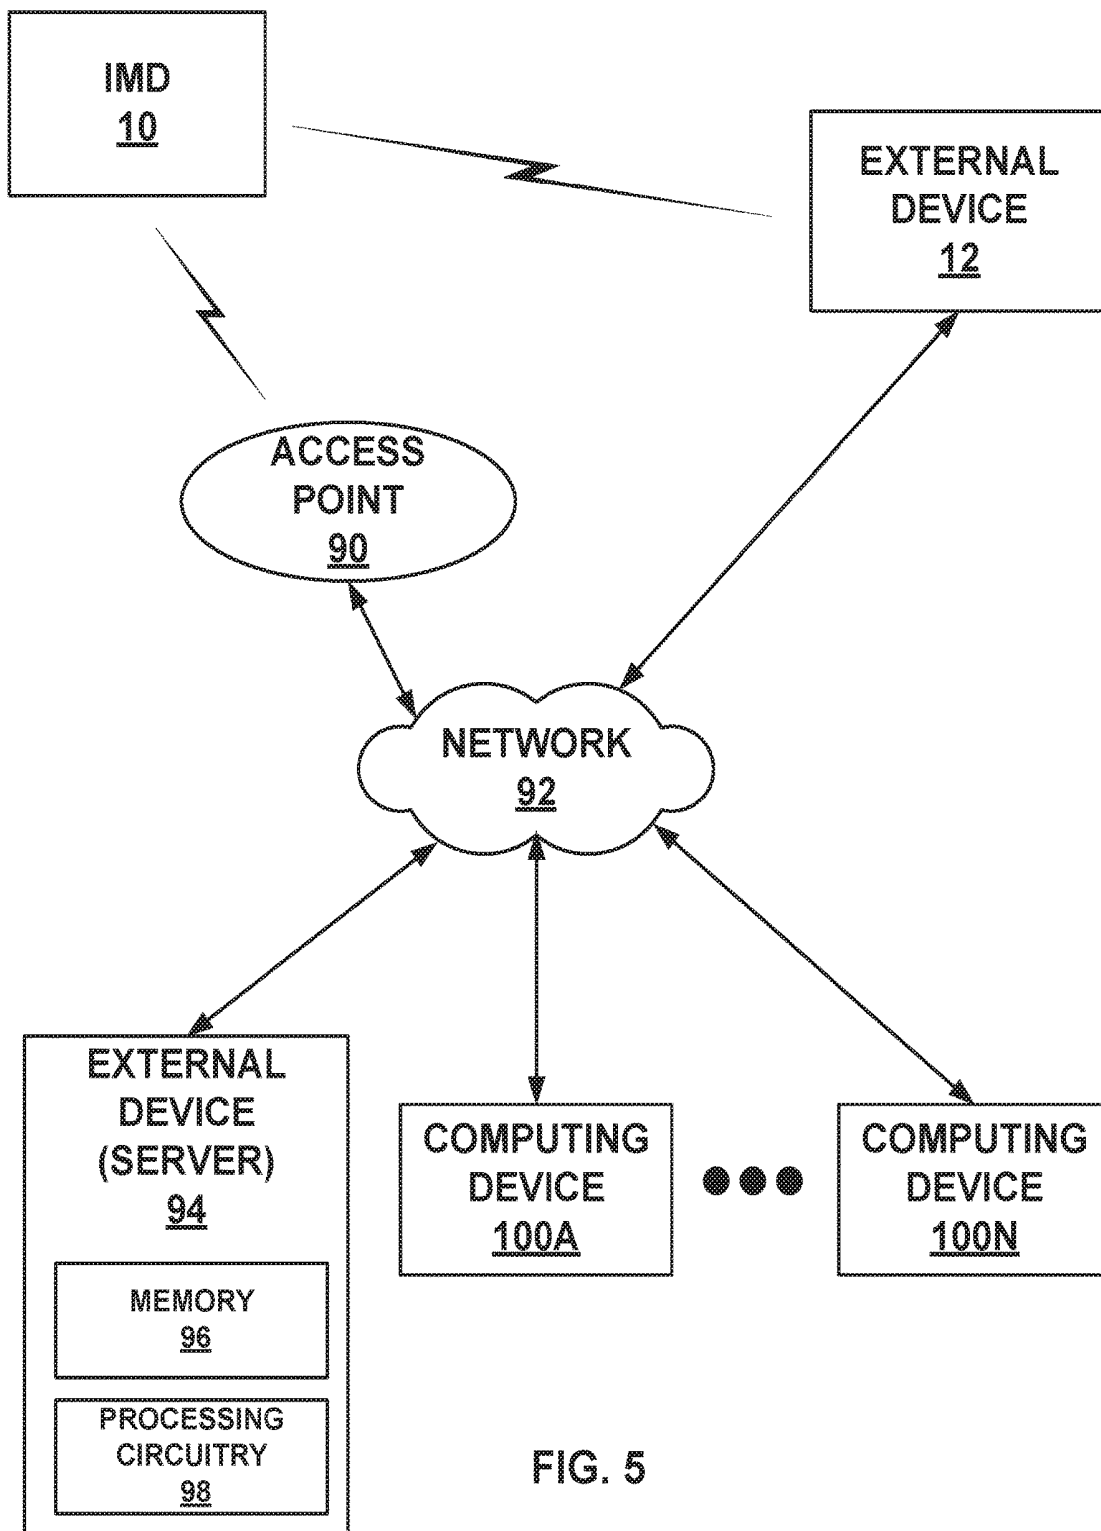 IMD
10
EXTERNAL
DEVICE
12
ACCESS
POINT
90
NETWORK
92
EXTERNAL
DEVICE
(SERVER)
94
MEMORY
96
PROCESSING
CIRCUITRY
98
COMPUTING
DEVICE
100A
COMPUTING
DEVICE
100N
FIG. 5